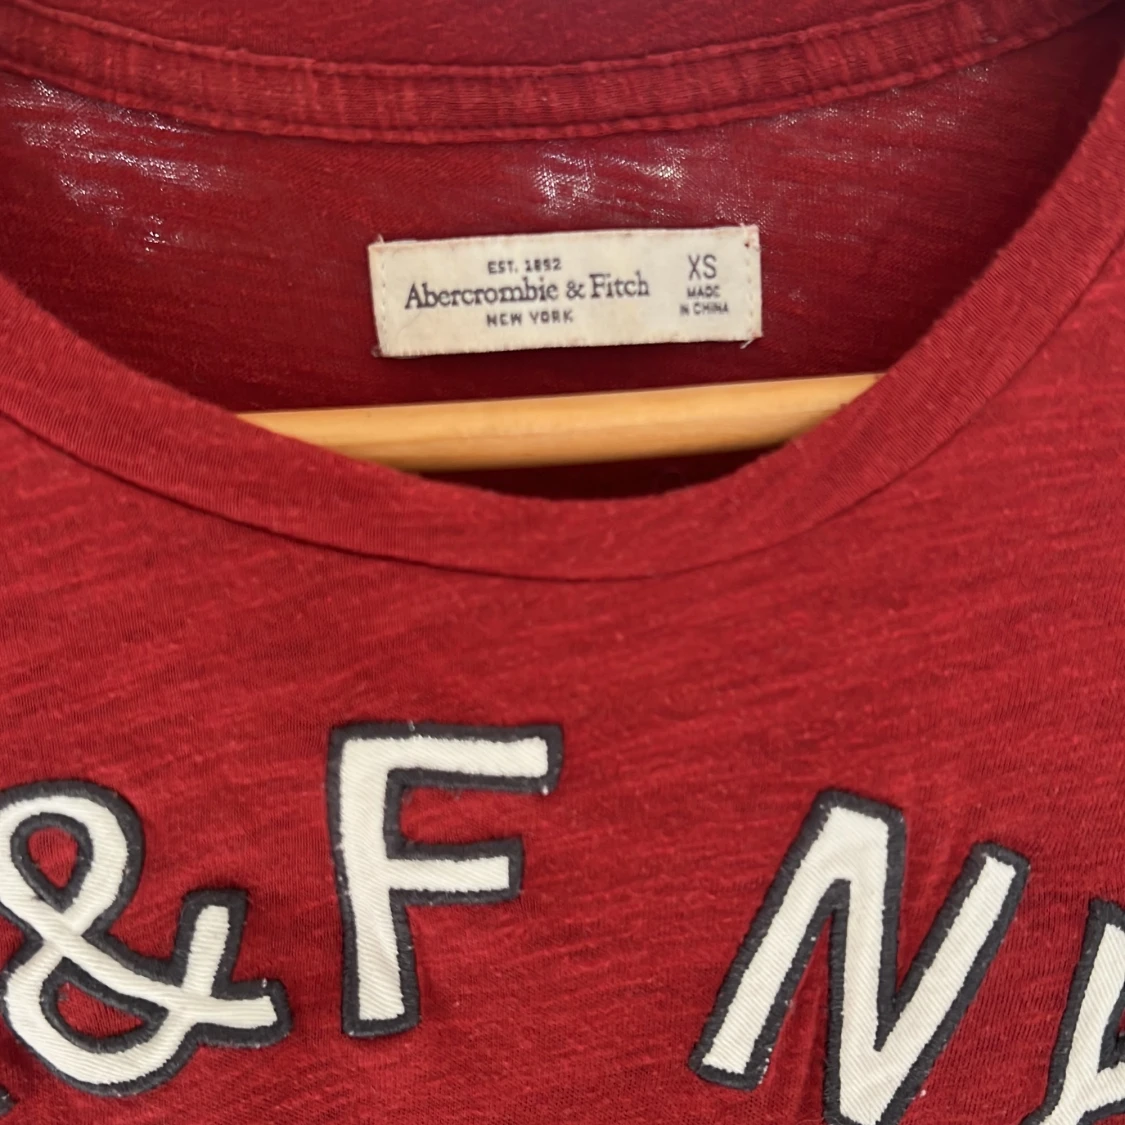 EST. 1892
Abercrombie & Fitch
NEW YORK
XS
MADE
IN CHINA
& F N